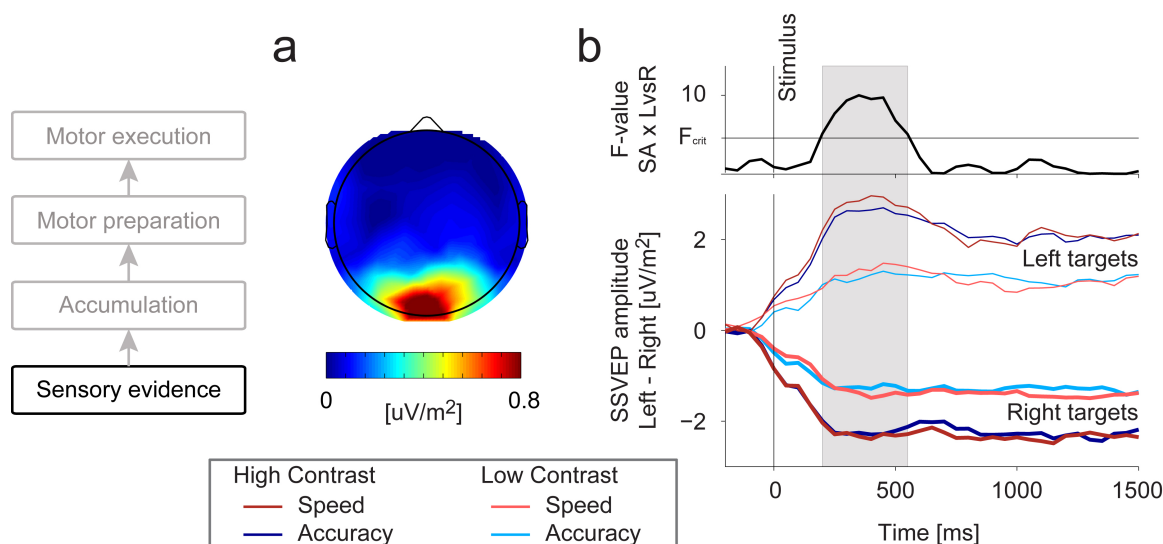 Motor execution
Motor preparation
Accumulation
Sensory evidence
a
0
0.8
[uV/m²]
b
Stimulus
F-value
SA x LvsR
10
F_crit
SSVEP amplitude
Left - Right [uV/m²]
2
0
−2
Left targets
Right targets
0
500
1000
1500
Time [ms]
High Contrast
Speed
Accuracy
Low Contrast
Speed
Accuracy